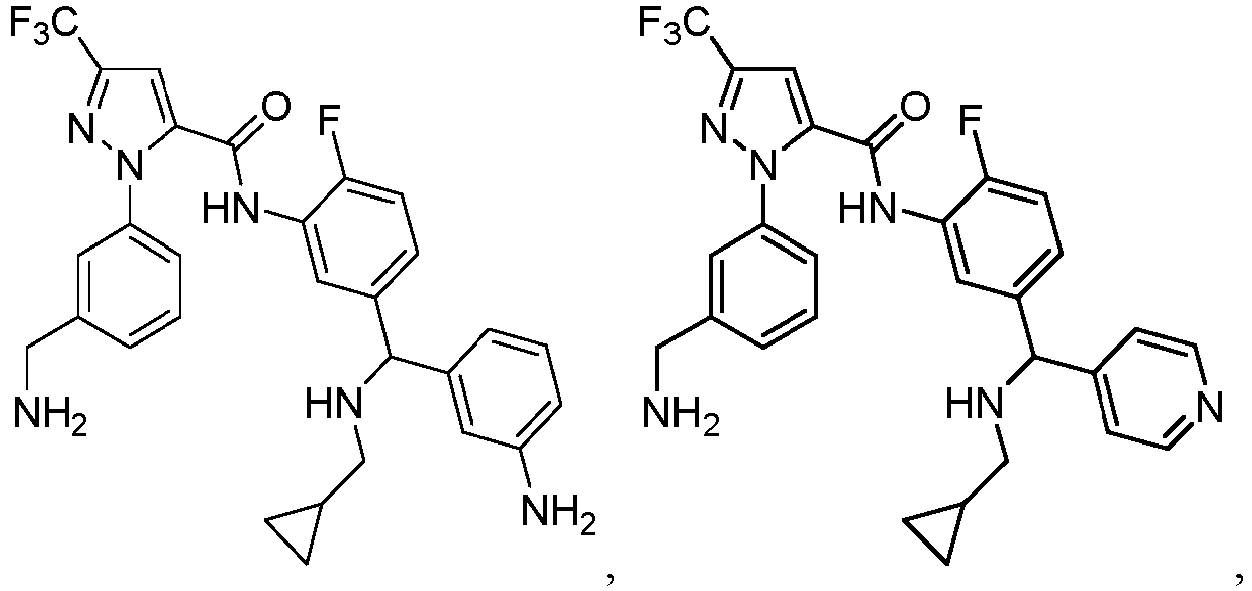 F3C F3C
O O
F F
N N
N N
HN HN
HN HN N
NH2 NH2
NH2
, ,